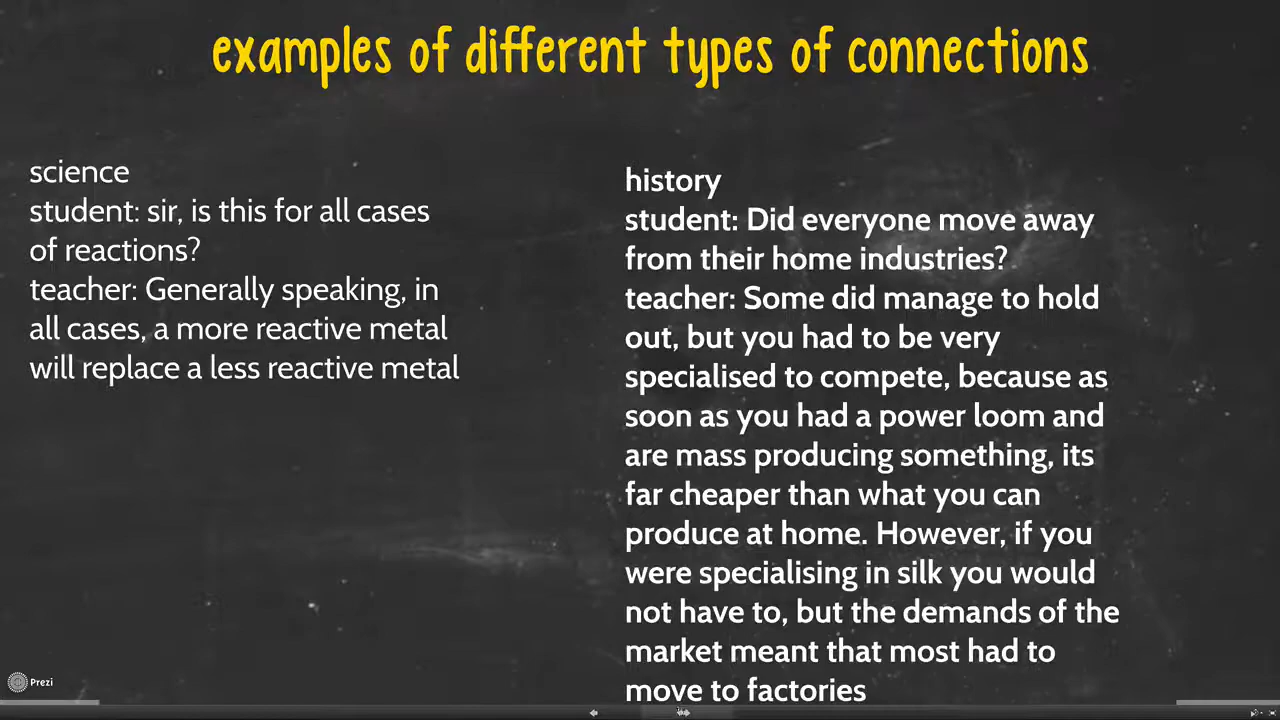 examples of different types of connections
science
student: sir, is this for all cases
of reactions?
teacher: Generally speaking, in
all cases, a more reactive metal
will replace a less reactive metal
history
student: Did everyone move away
from their home industries?
teacher: Some did manage to hold
out, but you had to be very
specialised to compete, because as
soon as you had a power loom and
are mass producing something, its
far cheaper than what you can
produce at home. However, if you
were specialising in silk you would
not have to, but the demands of the
market meant that most had to
move to factories
Prezi